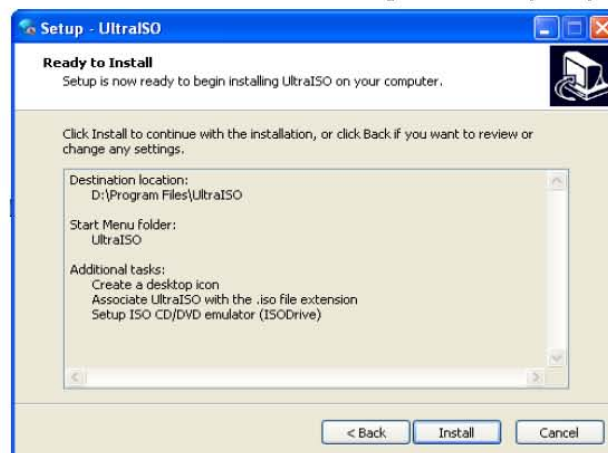 Setup - UltraISO
Ready to Install
Setup is now ready to begin installing UltraISO on your computer.
Click Install to continue with the installation, or click Back if you want to review or
change any settings.
Destination location:
D:\Program Files\UltraISO
Start Menu folder:
UltraISO
Additional tasks:
Create a desktop icon
Associate UltraISO with the .iso file extension
Setup ISO CD/DVD emulator (ISODrive)
< Back Install Cancel